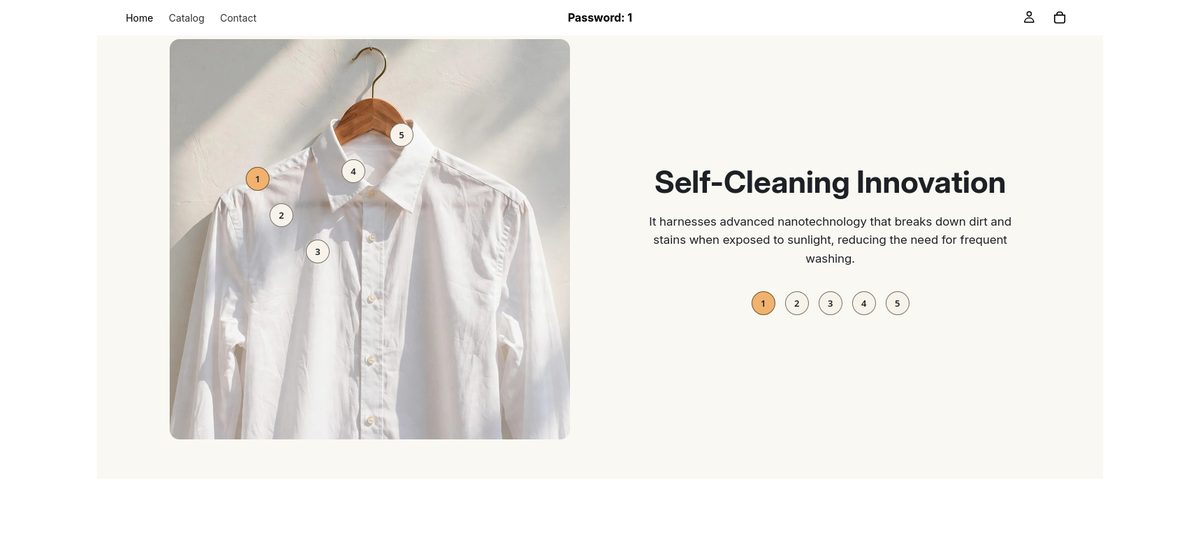 Home Catalog Contact Password: 1
1
2
3
4
5
Self-Cleaning Innovation
It harnesses advanced nanotechnology that breaks down dirt and
stains when exposed to sunlight, reducing the need for frequent
washing.
1 2 3 4 5